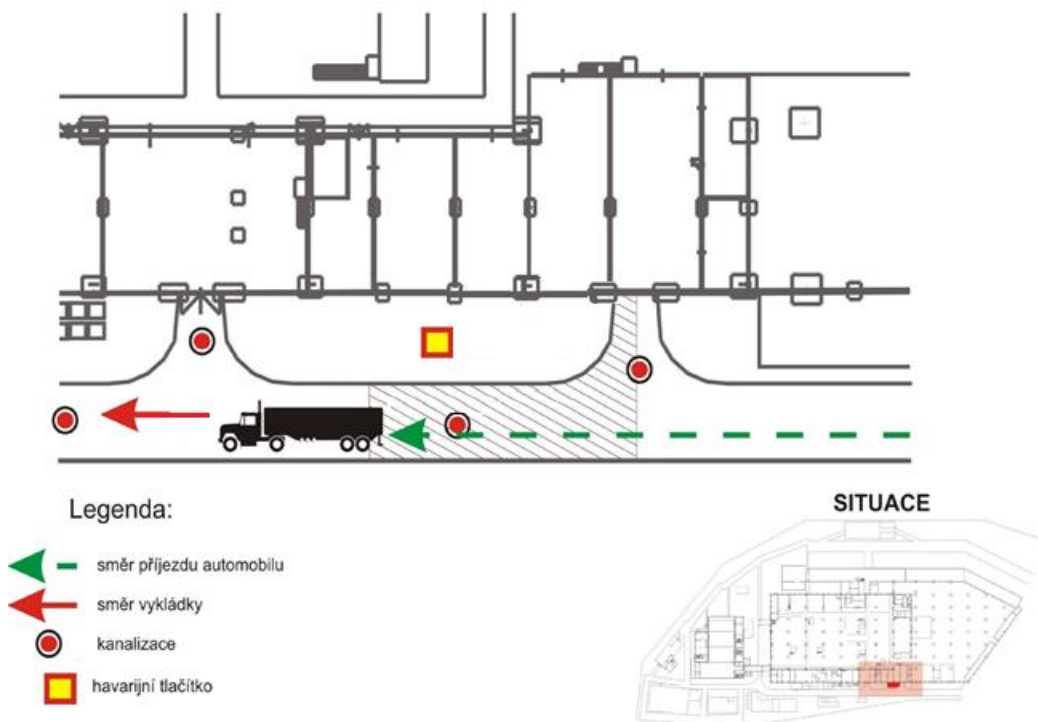 Legenda:
směr příjezdu automobilu
směr vykládky
kanalizace
havarijní tlačítko
SITUACE